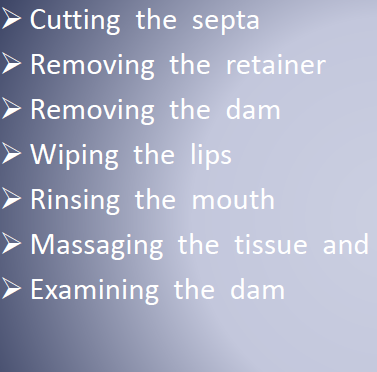 ➢ Cutting the septa
➢ Removing the retainer
➢ Removing the dam
➢ Wiping the lips
➢ Rinsing the mouth
➢ Massaging the tissue and
➢ Examining the dam